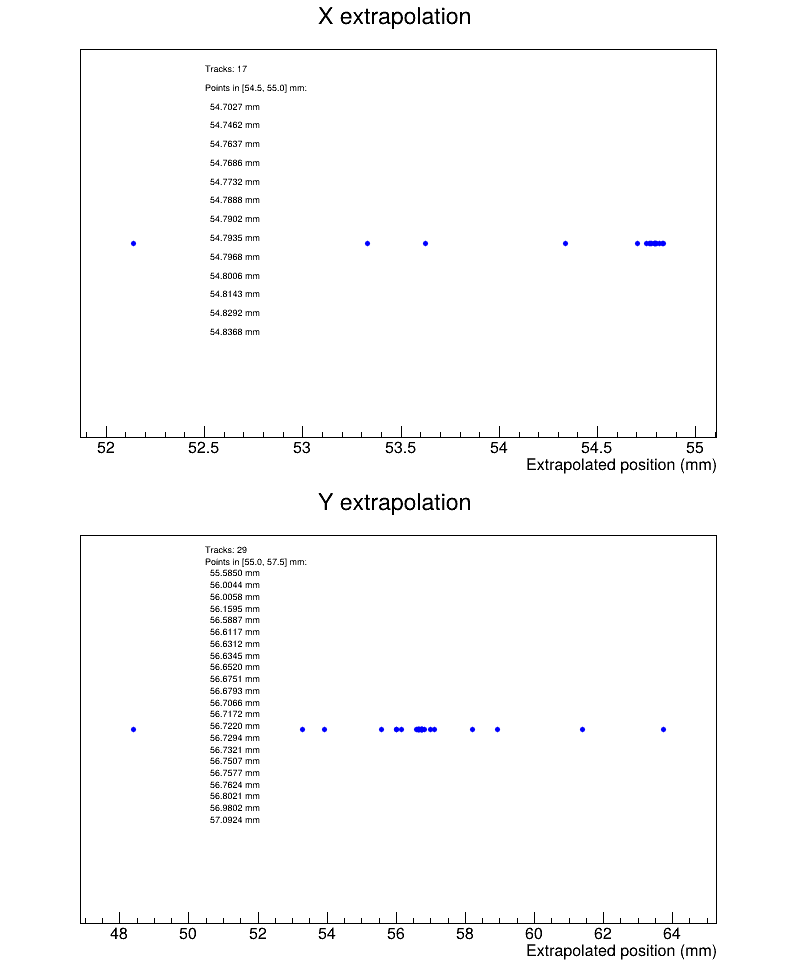 X extrapolation
Tracks: 17
Points in [54.5, 55.0] mm:
54.7027 mm
54.7462 mm
54.7637 mm
54.7686 mm
54.7732 mm
54.7888 mm
54.7902 mm
54.7935 mm
54.7968 mm
54.8006 mm
54.8143 mm
54.8292 mm
54.8368 mm
52 52.5 53 53.5 54 54.5 55
Extrapolated position (mm)
Y extrapolation
Tracks: 29
Points in [55.0, 57.5] mm:
55.5850 mm
56.0044 mm
56.0058 mm
56.1595 mm
56.5887 mm
56.6117 mm
56.6312 mm
56.6345 mm
56.6520 mm
56.6751 mm
56.6793 mm
56.7066 mm
56.7172 mm
56.7220 mm
56.7294 mm
56.7321 mm
56.7507 mm
56.7577 mm
56.7624 mm
56.8021 mm
56.9802 mm
57.0924 mm
48 50 52 54 56 58 60 62 64
Extrapolated position (mm)